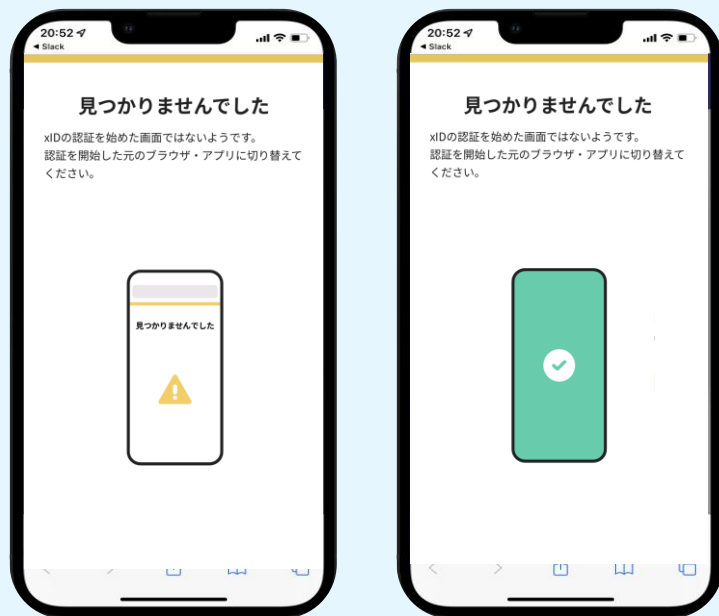 20:52
◀ Slack
見つかりませんでした
xIDの認証を始めた画面ではないようです。
認証を開始した元のブラウザ・アプリに切り替えて
ください。
見つかりませんでした
20:52
◀ Slack
見つかりませんでした
xIDの認証を始めた画面ではないようです。
認証を開始した元のブラウザ・アプリに切り替えて
ください。